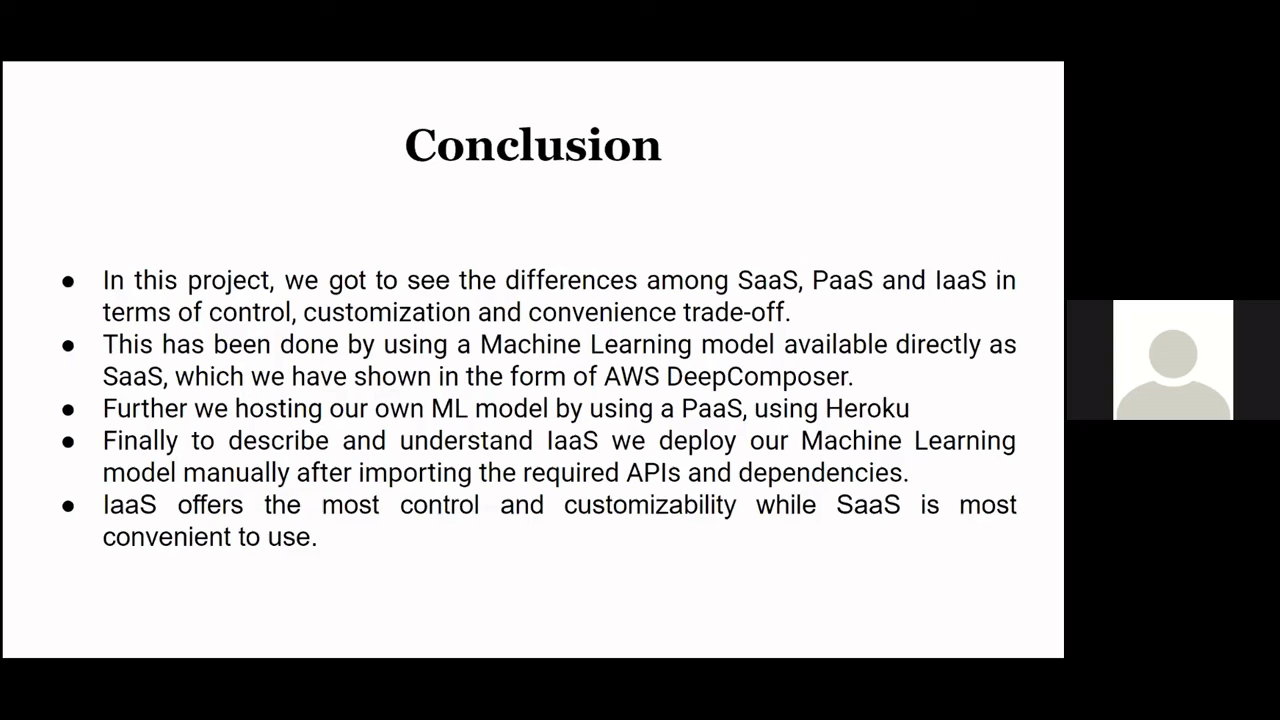 Conclusion
● In this project, we got to see the differences among SaaS, PaaS and IaaS in
terms of control, customization and convenience trade-off.
● This has been done by using a Machine Learning model available directly as
SaaS, which we have shown in the form of AWS DeepComposer.
● Further we hosting our own ML model by using a PaaS, using Heroku
● Finally to describe and understand IaaS we deploy our Machine Learning
model manually after importing the required APIs and dependencies.
● IaaS offers the most control and customizability while SaaS is most
convenient to use.